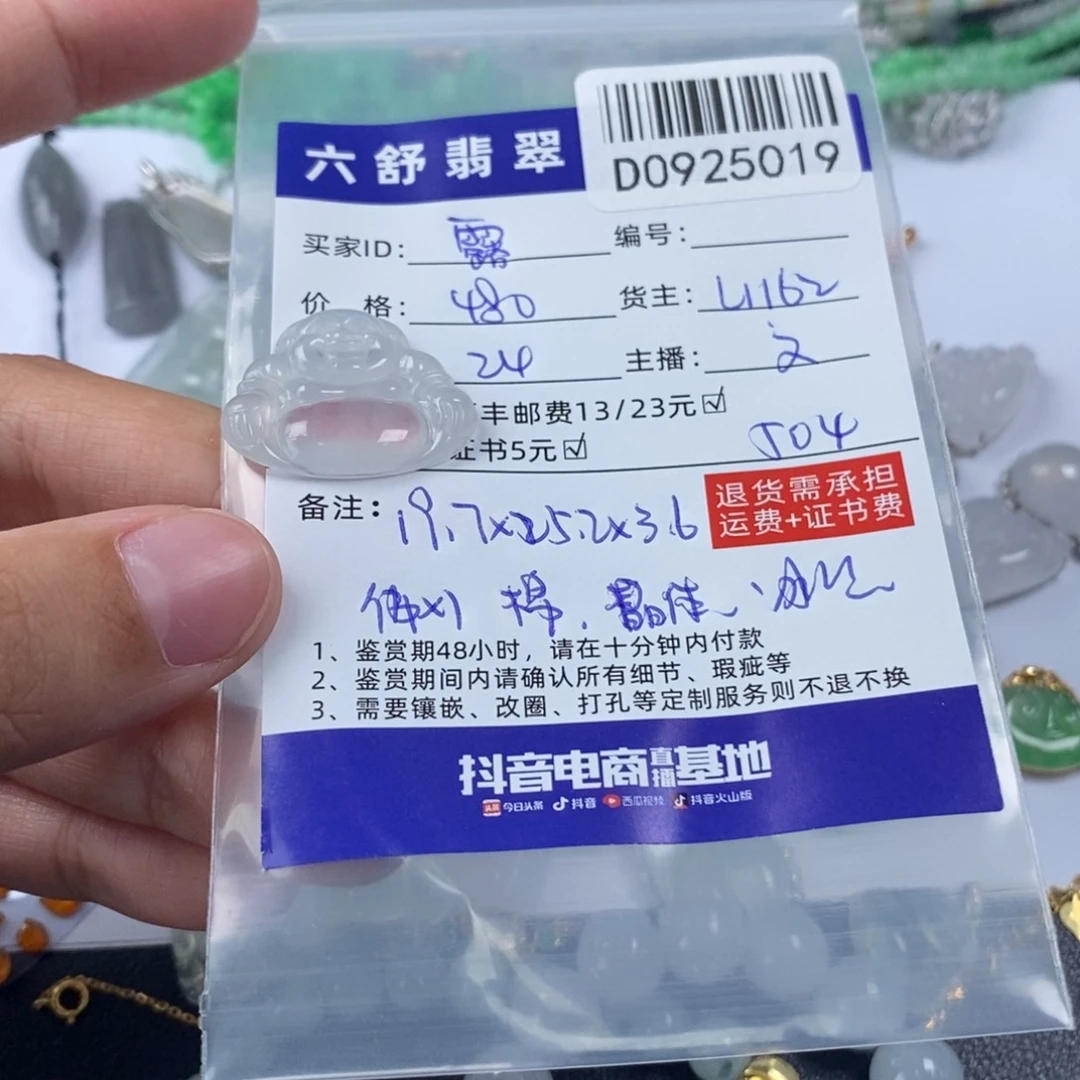 六舒翡翠
D0925019
买家ID: 露 编号:
价 格: 480 货主: L1162
24 主播: 文
丰邮费13/23元☑
证书5元☑ 504
备注: 19.7x25.2x3.6
退货需承担
运费+证书费
棉.
1、鉴赏期48小时，请在十分钟内付款
2、鉴赏期间内请确认所有细节、瑕疵等
3、需要镶嵌、改圈、打孔等定制服务则不退不换
抖音电商直播基地
头条 今日头条 抖音 西瓜视频 抖音火山版